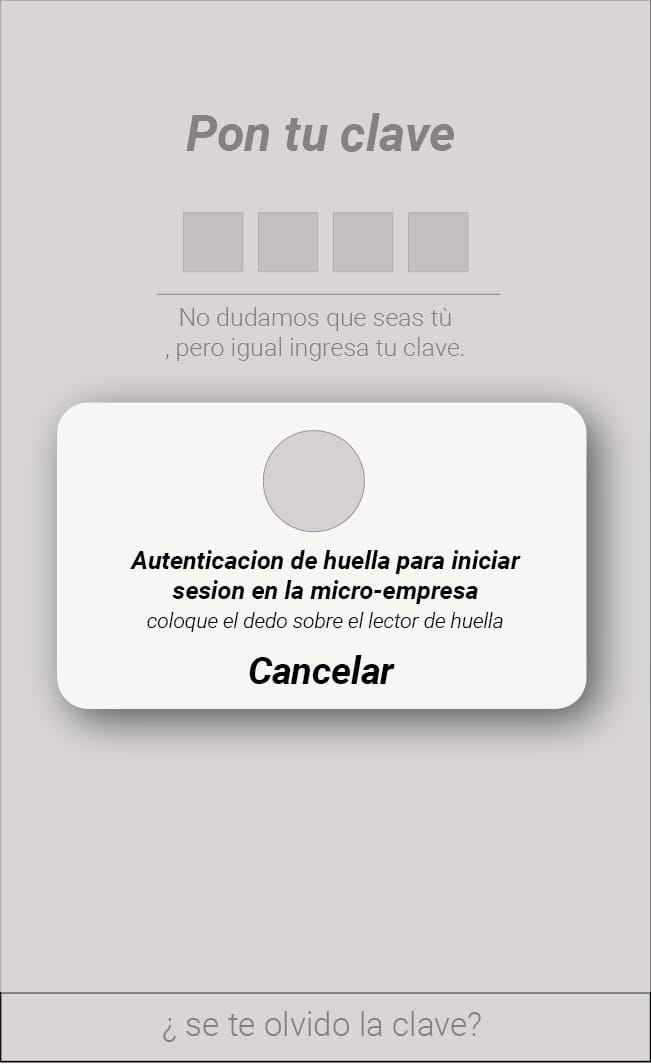 Pon tu clave
No dudamos que seas tù
, pero igual ingresa tu clave.
Autenticacion de huella para iniciar
sesion en la micro-empresa
coloque el dedo sobre el lector de huella
Cancelar
¿ se te olvido la clave?